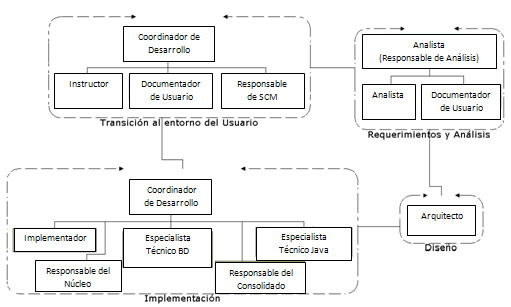 Coordinador de
Desarrollo
Instructor
Documentador
de Usuario
Responsable
de SCM
Transición al entorno del Usuario
Analista
(Responsable de Análisis)
Analista
Documentador
de Usuario
Requerimientos y Análisis
Coordinador
de Desarrollo
Implementador
Especialista
Técnico BD
Especialista
Técnico Java
Responsable del
Núcleo
Responsable del
Consolidado
Implementación
Arquitecto
Diseño